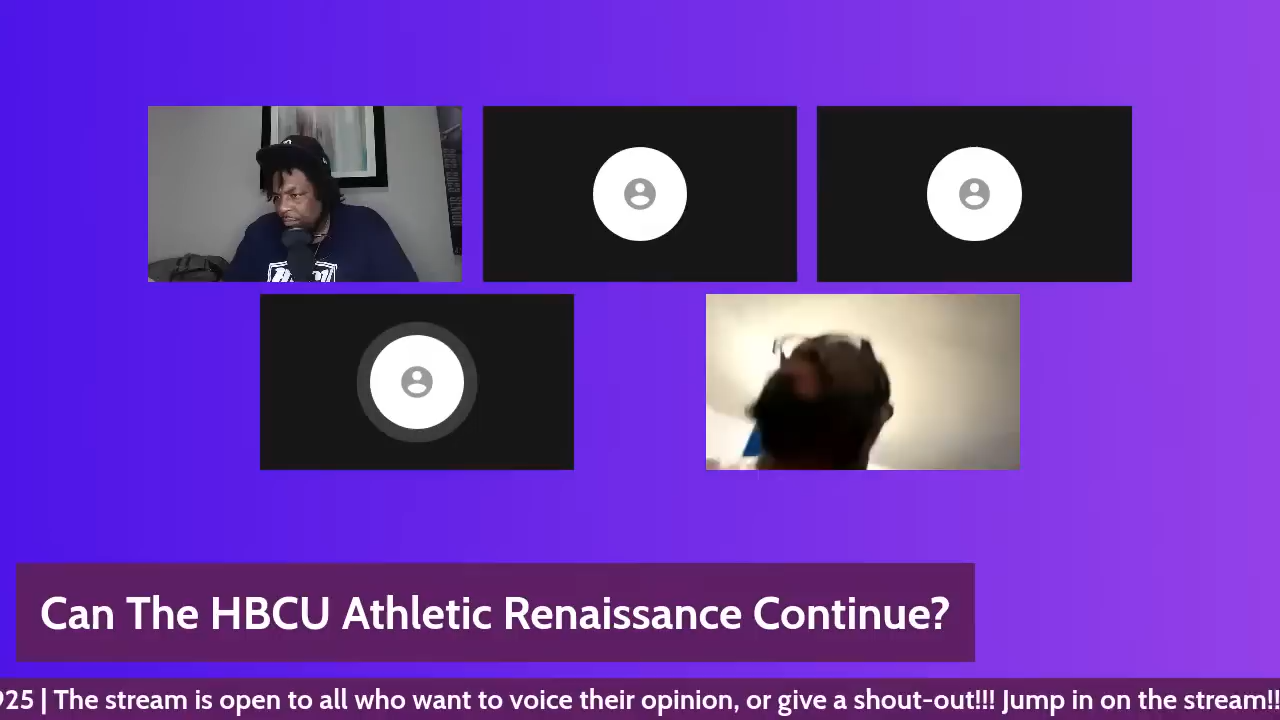 Can The HBCU Athletic Renaissance Continue?
925 | The stream is open to all who want to voice their opinion, or give a shout-out!!! Jump in on the stream!!